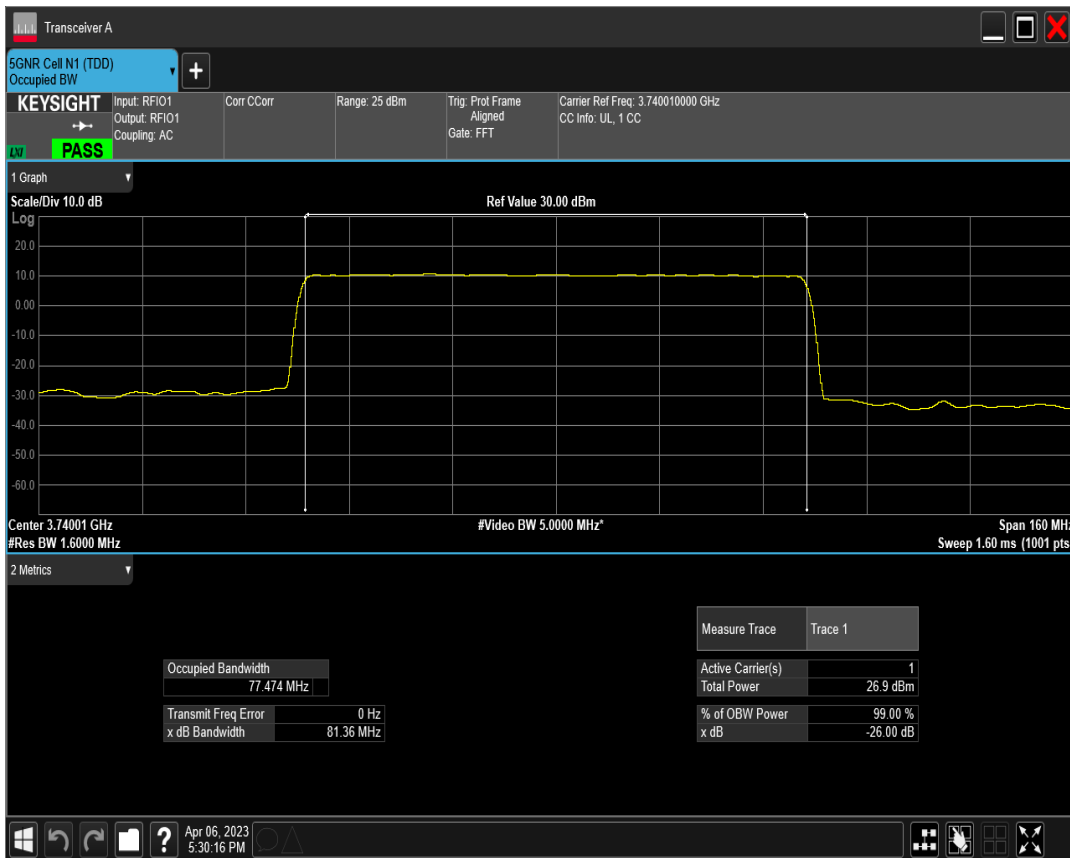 Transceiver A
5GNR Cell N1 (TDD)
Occupied BW
+
KEYSIGHT
LXI
PASS
Input: RFIO1
Output: RFIO1
Coupling: AC
Corr CCorr
Range: 25 dBm
Trig: Prot Frame
Aligned
Gate: FFT
Carrier Ref Freq: 3.740010000 GHz
CC Info: UL, 1 CC
1 Graph
Scale/Div 10.0 dB
Ref Value 30.00 dBm
Log
20.0
10.0
0.00
-10.0
-20.0
-30.0
-40.0
-50.0
-60.0
Center 3.74001 GHz
#Video BW 5.0000 MHz*
Span 160 MHz
#Res BW 1.6000 MHz
Sweep 1.60 ms (1001 pts
2 Metrics
Measure Trace Trace 1
Occupied Bandwidth
77.474 MHz
Active Carrier(s) 1
Total Power 26.9 dBm
Transmit Freq Error 0 Hz
x dB Bandwidth 81.36 MHz
% of OBW Power 99.00 %
x dB -26.00 dB
?
Apr 06, 2023
5:30:16 PM